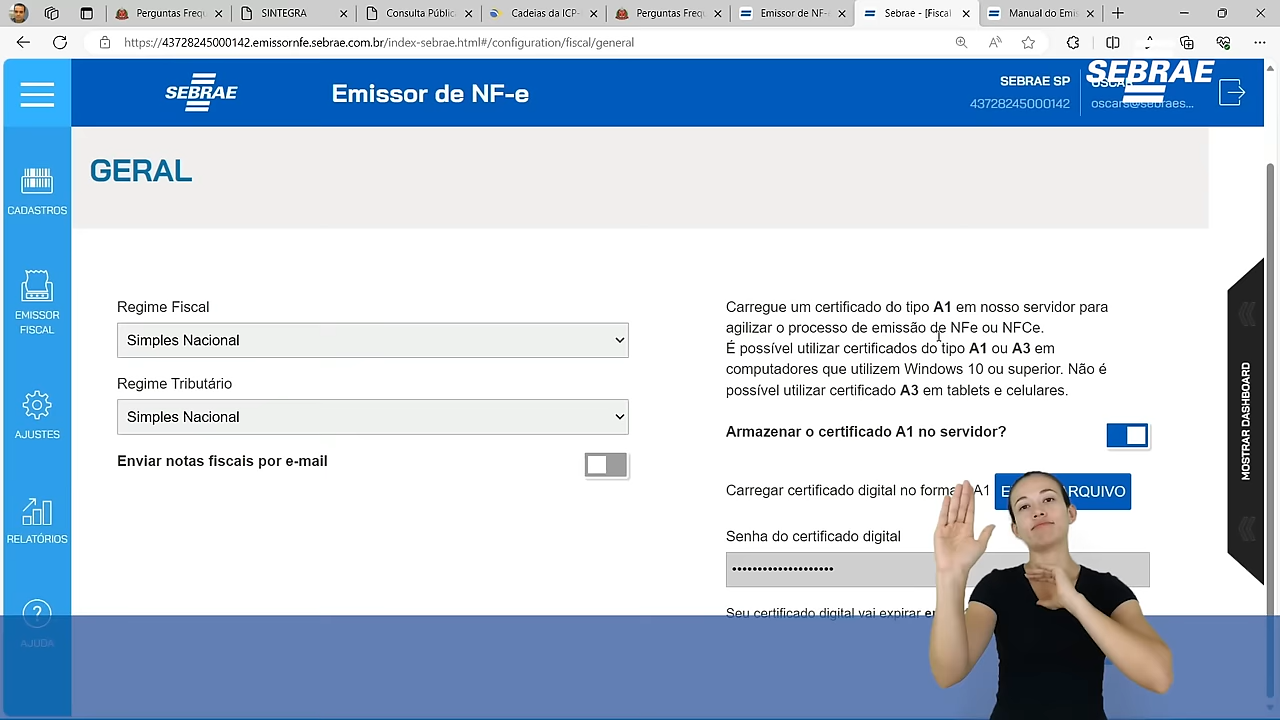 Perguntas Frequ
SINTEGRA
Consulta Públic
Cadeias da ICP-
Perguntas Frequ
Emissor de NF-
Sebrae - [Fiscal
Manual do Emis
https://43728245000142.emissornfe.sebrae.com.br/index-sebrae.html#/configuration/fiscal/general
SEBRAE
Emissor de NF-e
SEBRAE SP
43728245000142
OSCAR
oscars@sebraes...
SEBRAE
GERAL
CADASTROS
EMISSOR
FISCAL
AJUSTES
RELATÓRIOS
AJUDA
Regime Fiscal
Simples Nacional
Regime Tributário
Simples Nacional
Enviar notas fiscais por e-mail
Carregue um certificado do tipo A1 em nosso servidor para
agilizar o processo de emissão de NFe ou NFCe.
É possível utilizar certificados do tipo A1 ou A3 em
computadores que utilizem Windows 10 ou superior. Não é
possível utilizar certificado A3 em tablets e celulares.
Armazenar o certificado A1 no servidor?
Carregar certificado digital no forma A1
RQUIVO
Senha do certificado digital
••••••••••••••••••••
Seu certificado digital vai expirar
MOSTRAR DASHBOARD